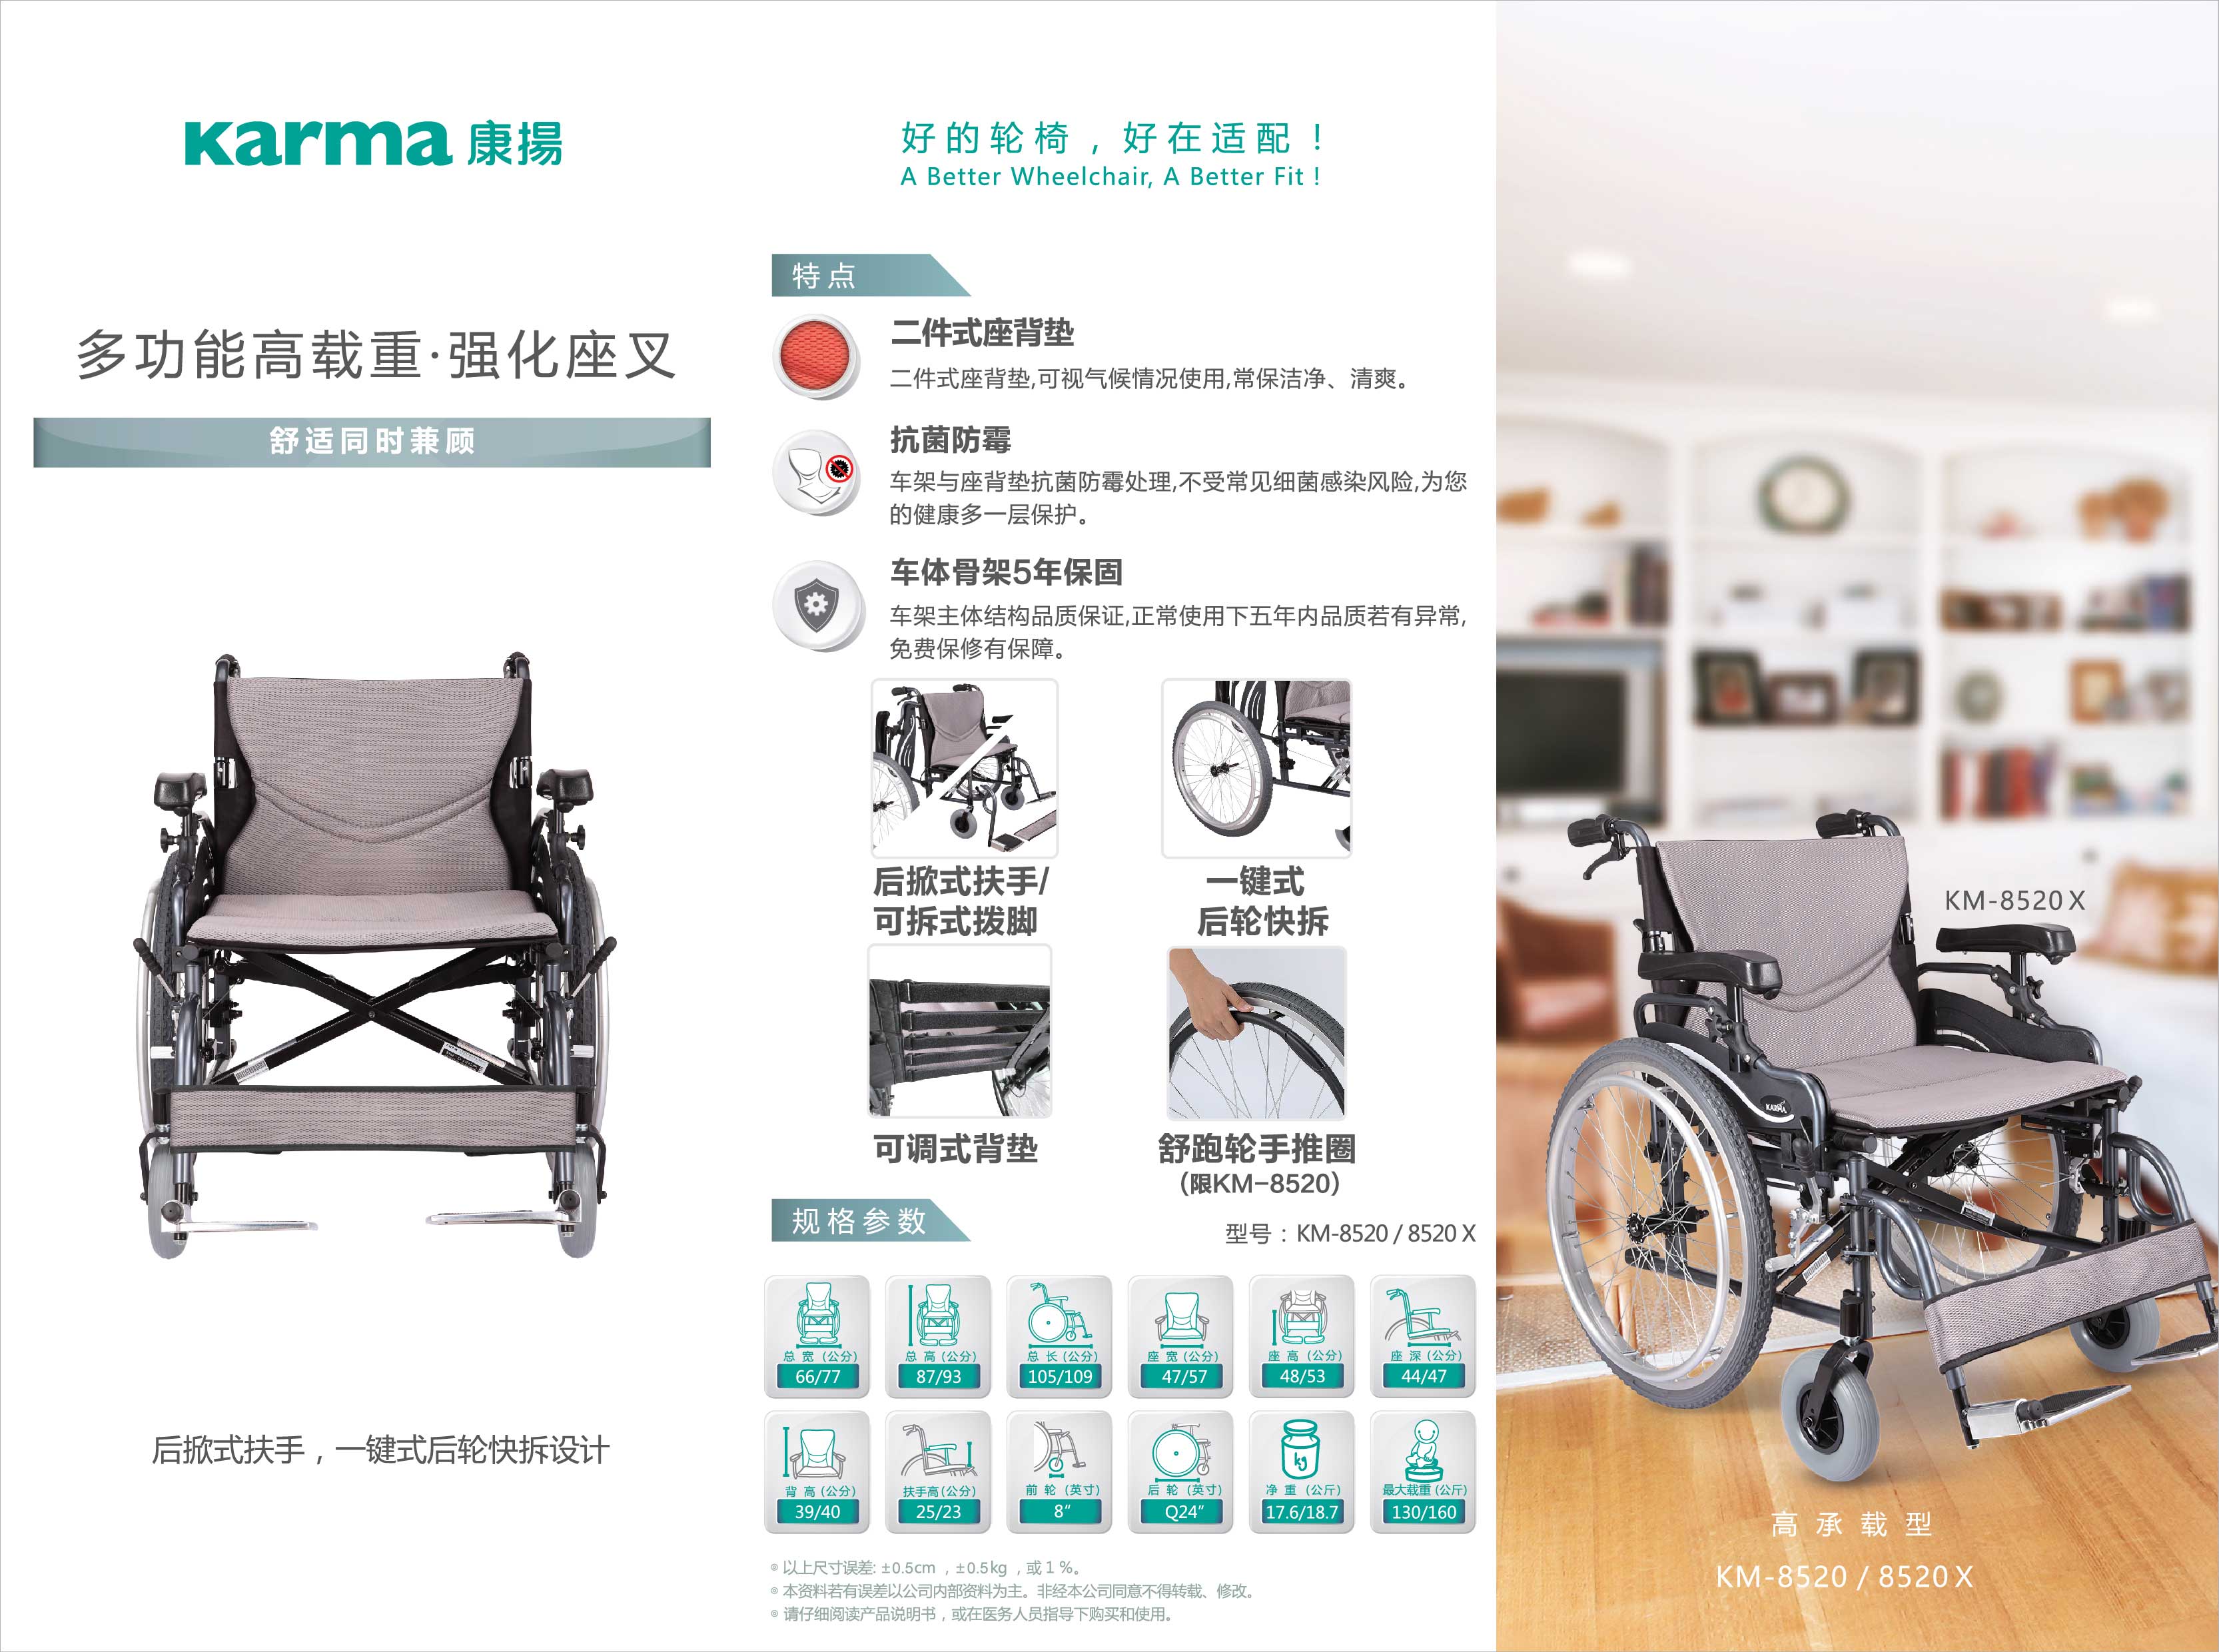 Karma 康揚
多功能高载重·强化座叉
舒适同时兼顾
后掀式扶手，一键式后轮快拆设计
好的轮椅，好在适配！
A Better Wheelchair, A Better Fit !
特点
二件式座背垫
二件式座背垫,可视气候情况使用,常保洁净、清爽。
抗菌防霉
车架与座背垫抗菌防霉处理,不受常见细菌感染风险,为您
的健康多一层保护。
车体骨架5年保固
车架主体结构品质保证,正常使用下五年内品质若有异常,
免费保修有保障。
后掀式扶手/
可拆式拨脚
一键式
后轮快拆
可调式背垫
舒跑轮手推圈
（限KM-8520）
规格参数
型号：KM-8520 / 8520 X
总 宽 (公分)
66/77
总 高 (公分)
87/93
总 长 (公分)
105/109
座 宽 (公分)
47/57
座 高 (公分)
48/53
座 深 (公分)
44/47
背 高 (公分)
39/40
扶手高(公分)
25/23
前 轮 (英寸)
8“
后 轮 (英寸)
Q24”
kg
净 重 (公斤)
17.6/18.7
最大载重(公斤)
130/160
◎ 以上尺寸误差: ±0.5cm ，±0.5kg ，或 1 %。
◎ 本资料若有误差以公司内部资料为主。非经本公司同意不得转载、修改。
◎ 请仔细阅读产品说明书，或在医务人员指导下购买和使用。
KM-8520 X
KARMA
高承载型
KM-8520 / 8520 X